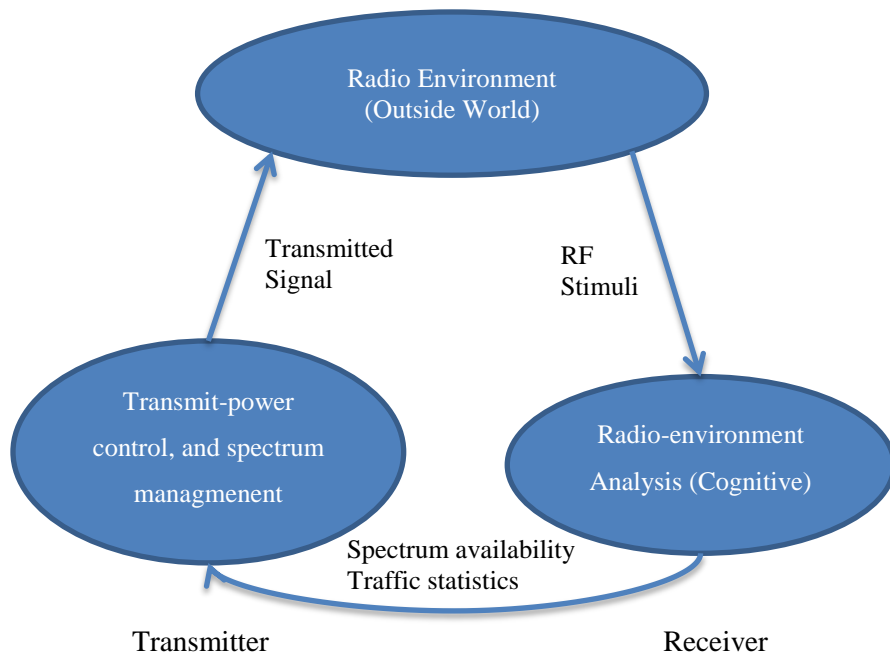 Radio Environment
(Outside World)
Transmitted
Signal
RF
Stimuli
Transmit-power
control, and spectrum
managmenent
Radio-environment
Analysis (Cognitive)
Spectrum availability
Traffic statistics
Transmitter
Receiver